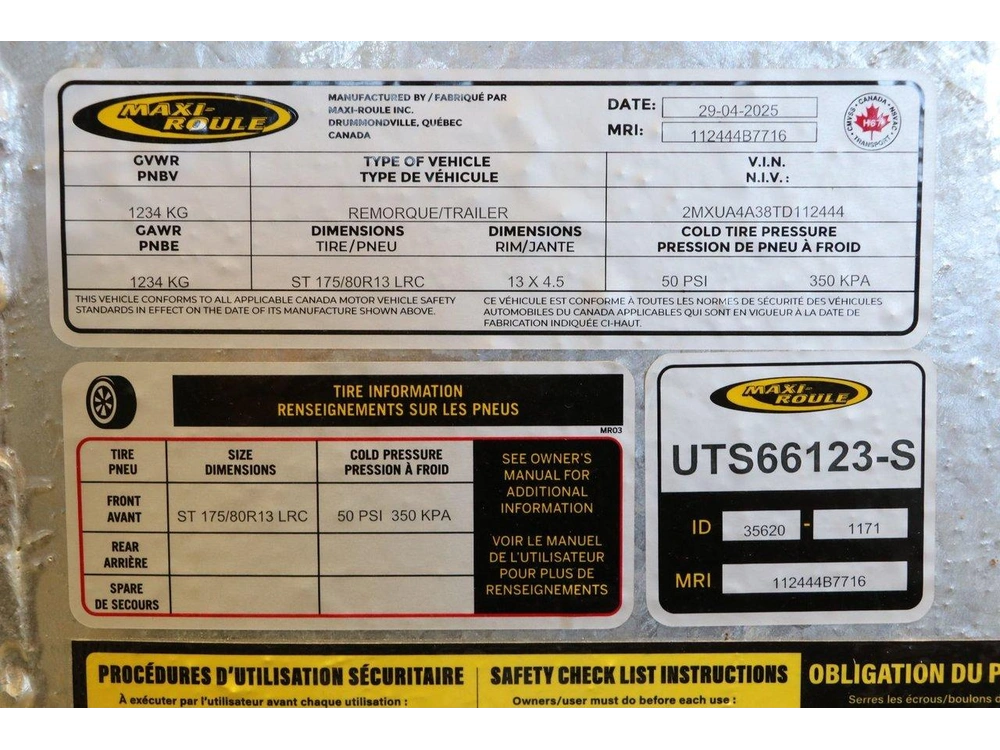 MAXI-
ROULE
MANUFACTURED BY / FABRIQUÉ PAR
MAXI-ROULE INC.
DRUMMONDVILLE, QUÉBEC
CANADA
DATE: 29-04-2025
MRI: 112444B7716
CMVSS - CANADA - NSVAC
H67
TRANSPORT
GVWR
PNBV
TYPE OF VEHICLE
TYPE DE VÉHICULE
V.I.N.
N.I.V. :
1234 KG REMORQUE/TRAILER 2MXUA4A38TD112444
GAWR
PNBE
DIMENSIONS
TIRE/PNEU
DIMENSIONS
RIM/JANTE
COLD TIRE PRESSURE
PRESSION DE PNEU À FROID
1234 KG ST 175/80R13 LRC 13 X 4.5 50 PSI 350 KPA
THIS VEHICLE CONFORMS TO ALL APPLICABLE CANADA MOTOR VEHICLE SAFETY
STANDARDS IN EFFECT ON THE DATE OF ITS MANUFACTURE SHOWN ABOVE.
CE VÉHICULE EST CONFORME À TOUTES LES NORMES DE SÉCURITÉ DES VÉHICULES
AUTOMOBILES DU CANADA APPLICABLES QUI SONT EN VIGUEUR À LA DATE DE
FABRICATION INDIQUÉE CI-HAUT.
TIRE INFORMATION
RENSEIGNEMENTS SUR LES PNEUS
MR03
TIRE
PNEU
SIZE
DIMENSIONS
COLD PRESSURE
PRESSION À FROID
FRONT
AVANT
ST 175/80R13 LRC 50 PSI 350 KPA
REAR
ARRIÈRE
SPARE
DE SECOURS
SEE OWNER'S
MANUAL FOR
ADDITIONAL
INFORMATION
VOIR LE MANUEL
DE L'UTILISATEUR
POUR PLUS DE
RENSEIGNEMENTS
MAXI-
ROULE
UTS66123-S
ID 35620 - 1171
MRI 112444B7716
PROCÉDURES D'UTILISATION SÉCURITAIRE
À exécuter par l'utilisateur avant chaque utilisation :
SAFETY CHECK LIST INSTRUCTIONS
Owners/user must do before each use :
OBLIGATION DU P
Serres les écrous/boulons